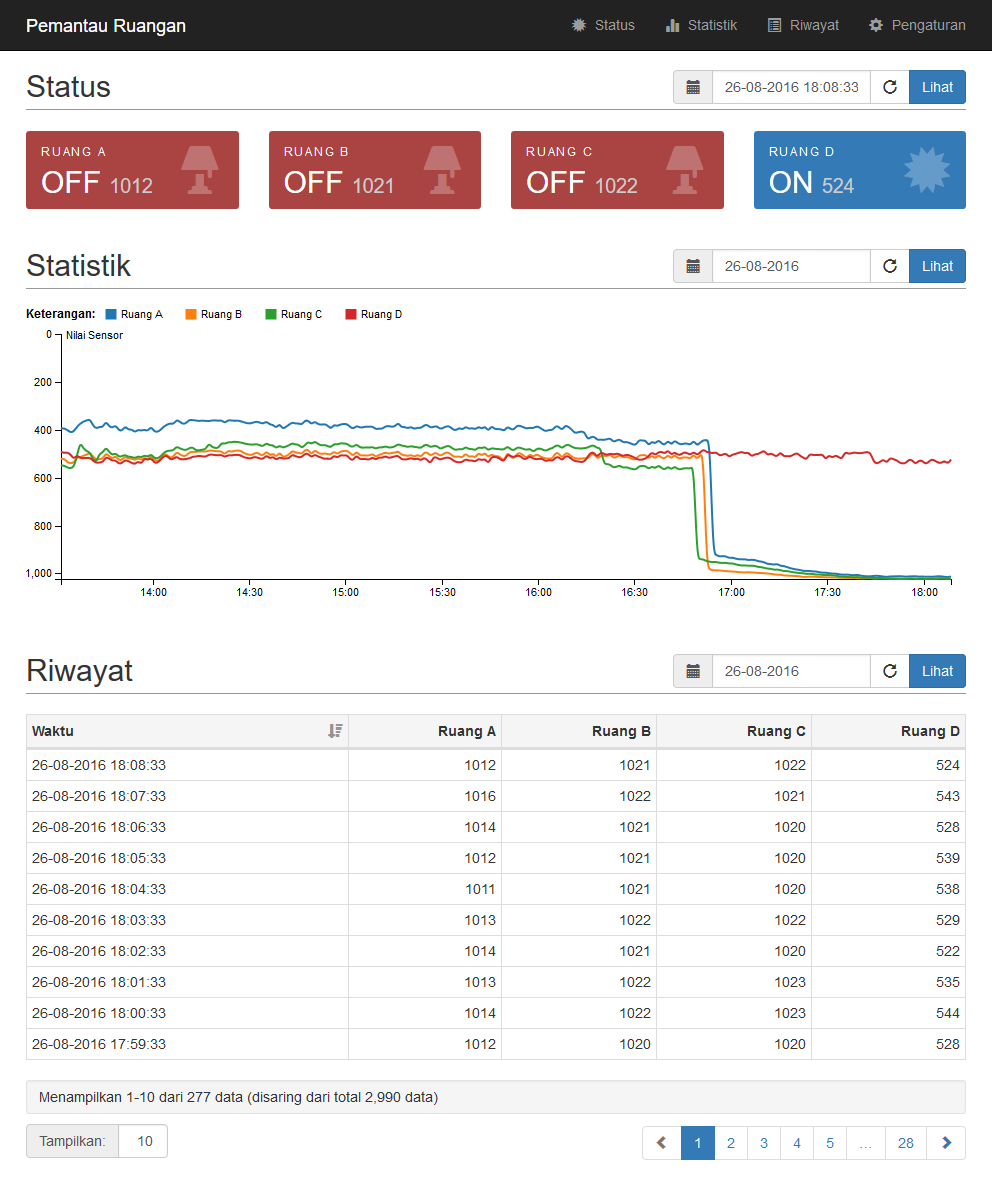 Pemantau Ruangan Status Statistik Riwayat Pengaturan
Status 26-08-2016 18:08:33 Lihat
RUANG A RUANG B RUANG C RUANG D
OFF 1012 OFF 1021 OFF 1022 ON 524
Statistik 26-08-2016 Lihat
Keterangan: Ruang A Ruang B Ruang C Ruang D
0 Nilai Sensor
200
400
600
800
1,000
14:00 14:30 15:00 15:30 16:00 16:30 17:00 17:30 18:00
Riwayat 26-08-2016 Lihat
Waktu Ruang A Ruang B Ruang C Ruang D
26-08-2016 18:08:33 1012 1021 1022 524
26-08-2016 18:07:33 1016 1022 1021 543
26-08-2016 18:06:33 1014 1021 1020 528
26-08-2016 18:05:33 1012 1021 1020 539
26-08-2016 18:04:33 1011 1021 1020 538
26-08-2016 18:03:33 1013 1022 1022 529
26-08-2016 18:02:33 1014 1021 1020 522
26-08-2016 18:01:33 1013 1022 1023 535
26-08-2016 18:00:33 1014 1022 1023 544
26-08-2016 17:59:33 1012 1020 1020 528
Menampilkan 1-10 dari 277 data (disaring dari total 2,990 data)
Tampilkan: 10 1 2 3 4 5 ... 28